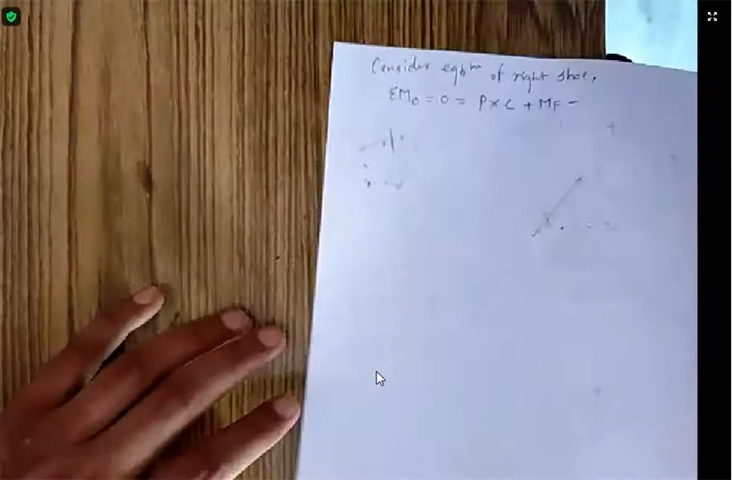 Consider eqbm of right shoe.
ΣM₀ = 0 = P × C + MF -